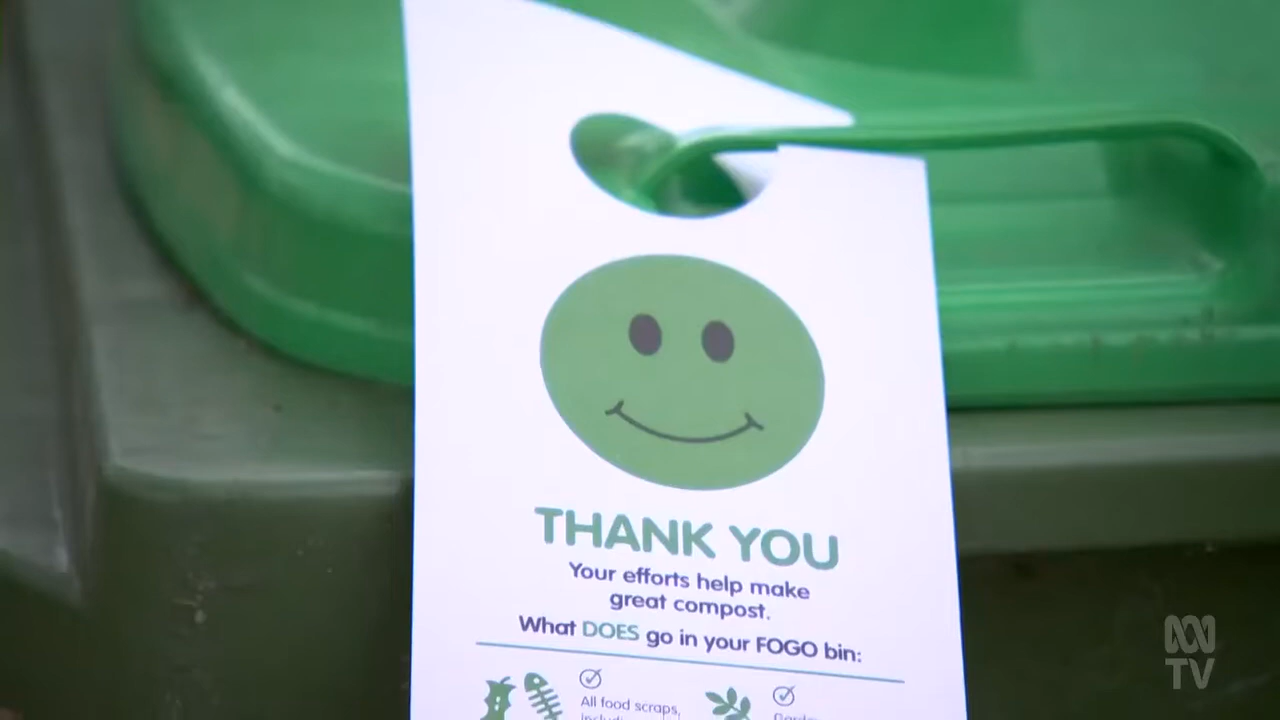 THANK YOU
Your efforts help make
great compost.
What DOES go in your FOGO bin:
All food scraps,
TV